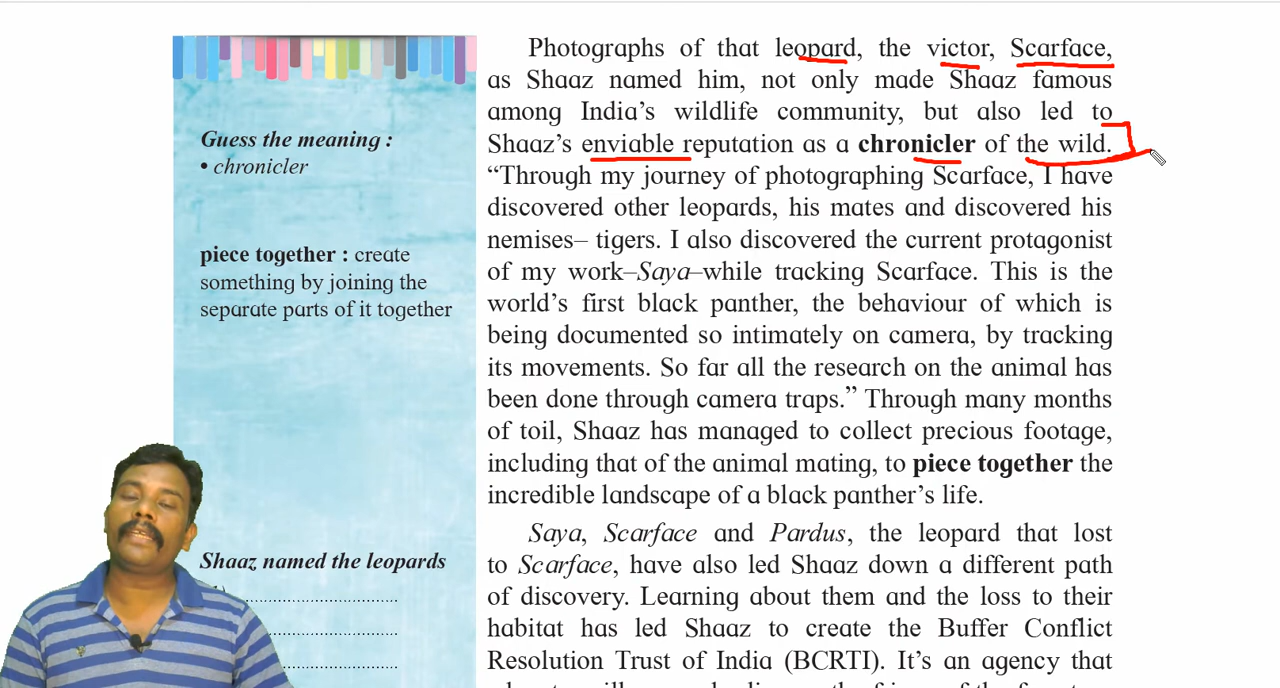 Photographs of that leopard, the victor, Scarface,
as Shaaz named him, not only made Shaaz famous
among India’s wildlife community, but also led to
Shaaz’s enviable reputation as a chronicler of the wild.
“Through my journey of photographing Scarface, I have
discovered other leopards, his mates and discovered his
nemises– tigers. I also discovered the current protagonist
of my work–Saya–while tracking Scarface. This is the
world’s first black panther, the behaviour of which is
being documented so intimately on camera, by tracking
its movements. So far all the research on the animal has
been done through camera traps.” Through many months
of toil, Shaaz has managed to collect precious footage,
including that of the animal mating, to piece together the
incredible landscape of a black panther’s life.
Saya, Scarface and Pardus, the leopard that lost
to Scarface, have also led Shaaz down a different path
of discovery. Learning about them and the loss to their
habitat has led Shaaz to create the Buffer Conflict
Resolution Trust of India (BCRTI). It’s an agency that
Guess the meaning :
• chronicler
piece together : create
something by joining the
separate parts of it together
Shaaz named the leopards